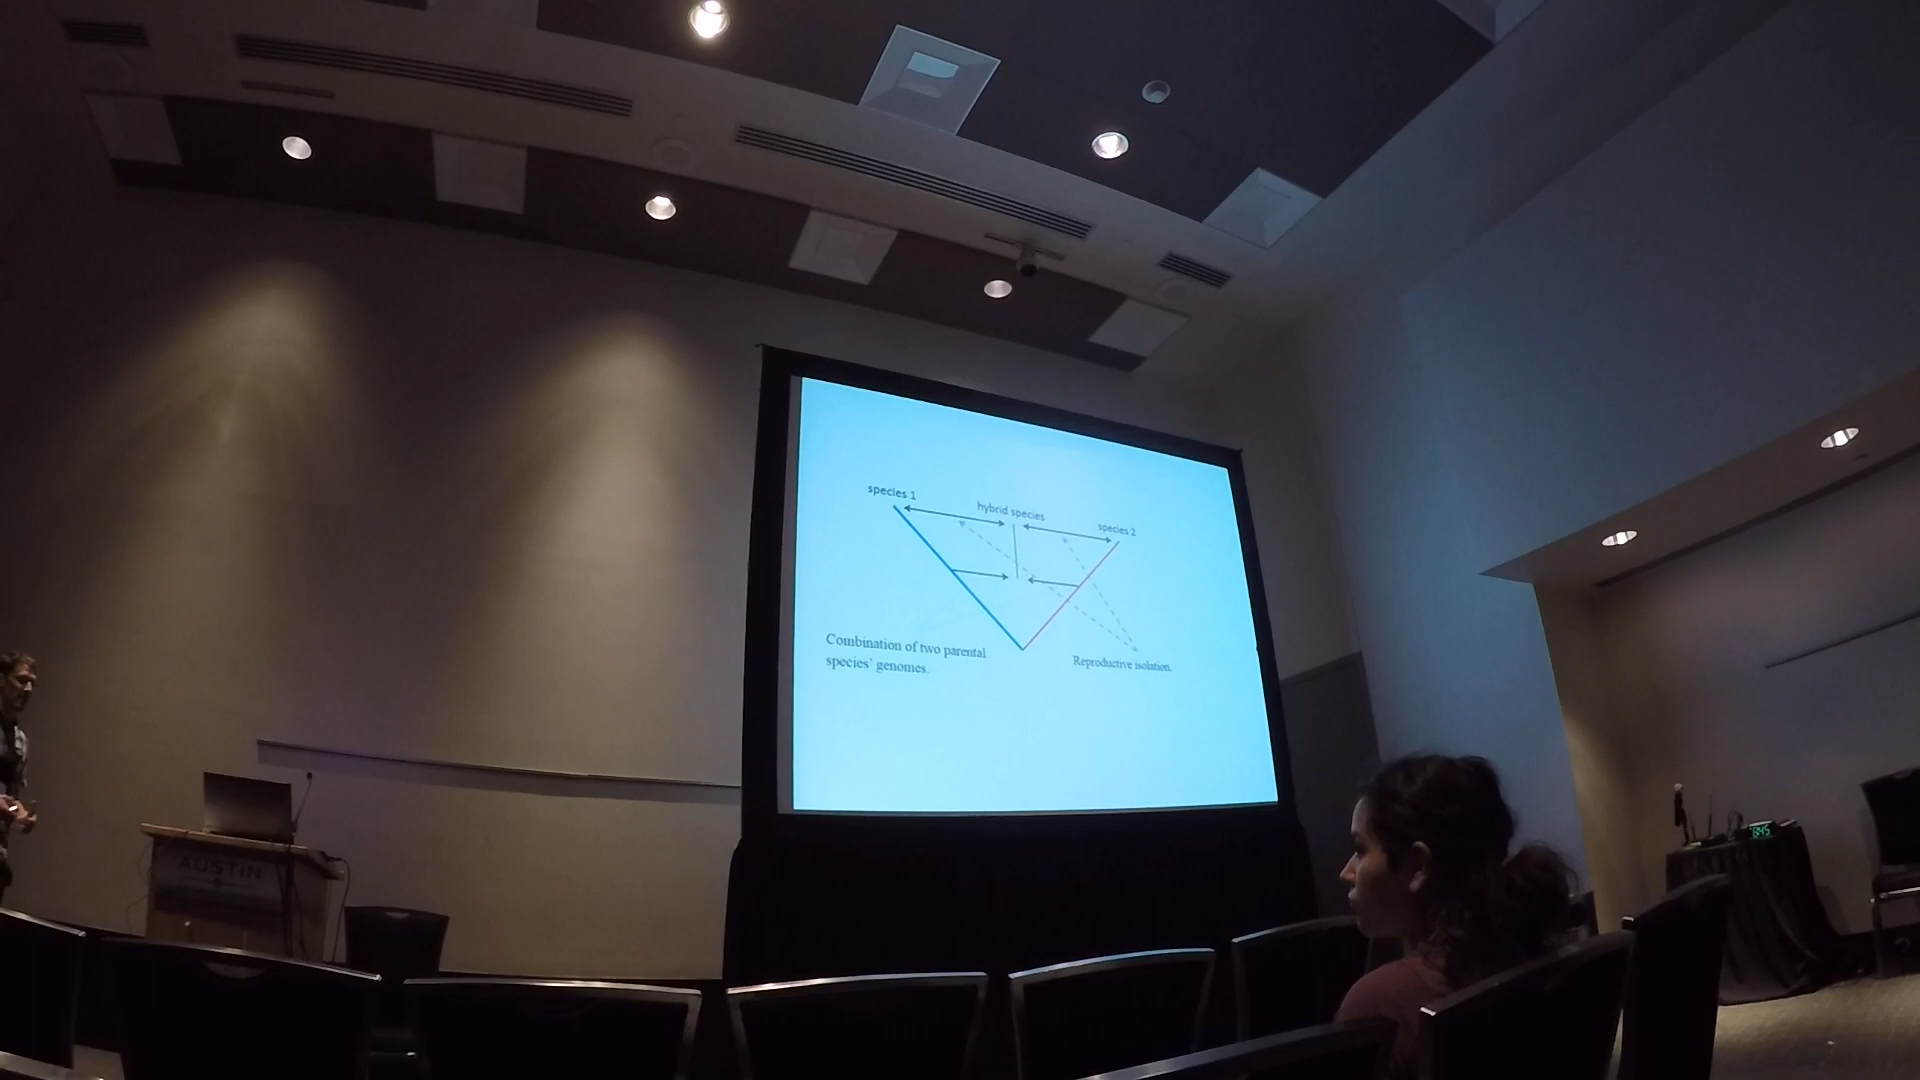 species 1
hybrid species
species 2
Combination of two parental
species' genomes.
Reproductive isolation.
AUSTIN